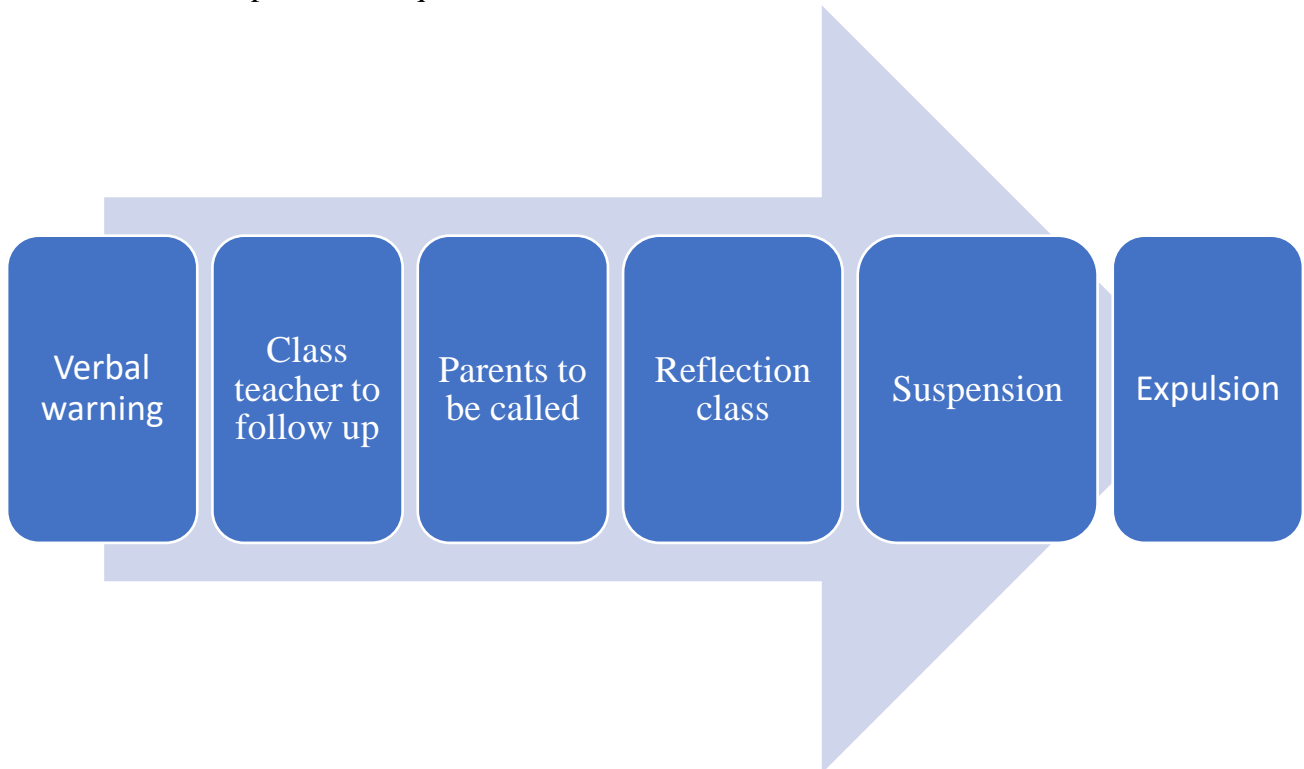 Verbal
warning
Class
teacher to
follow up
Parents to
be called
Reflection
class
Suspension
Expulsion